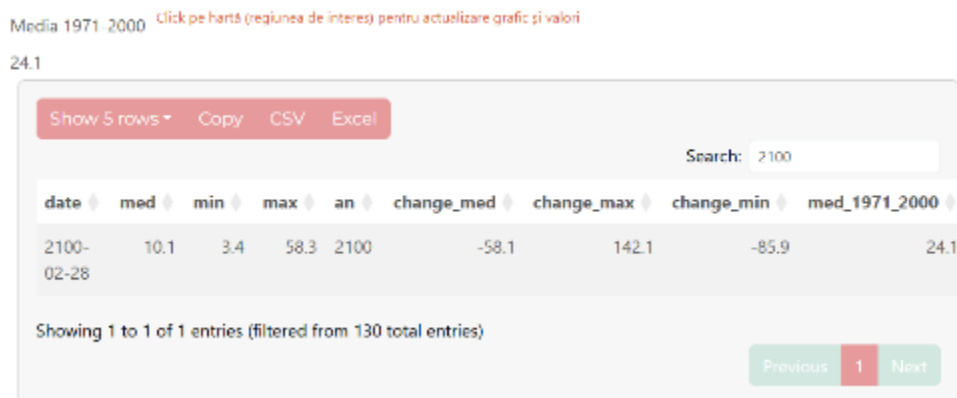 Media 1971-2000 Click pe hartă (regiunea de interes) pentru actualizare grafic și valori
24.1
Show 5 rows Copy CSV Excel
Search: 2100
date med min max an change_med change_max change_min med_1971_2000
2100- 10.1 3.4 58.3 2100 -58.1 142.1 -85.9 24.1
02-28
Showing 1 to 1 of 1 entries (filtered from 130 total entries)
Previous 1 Next